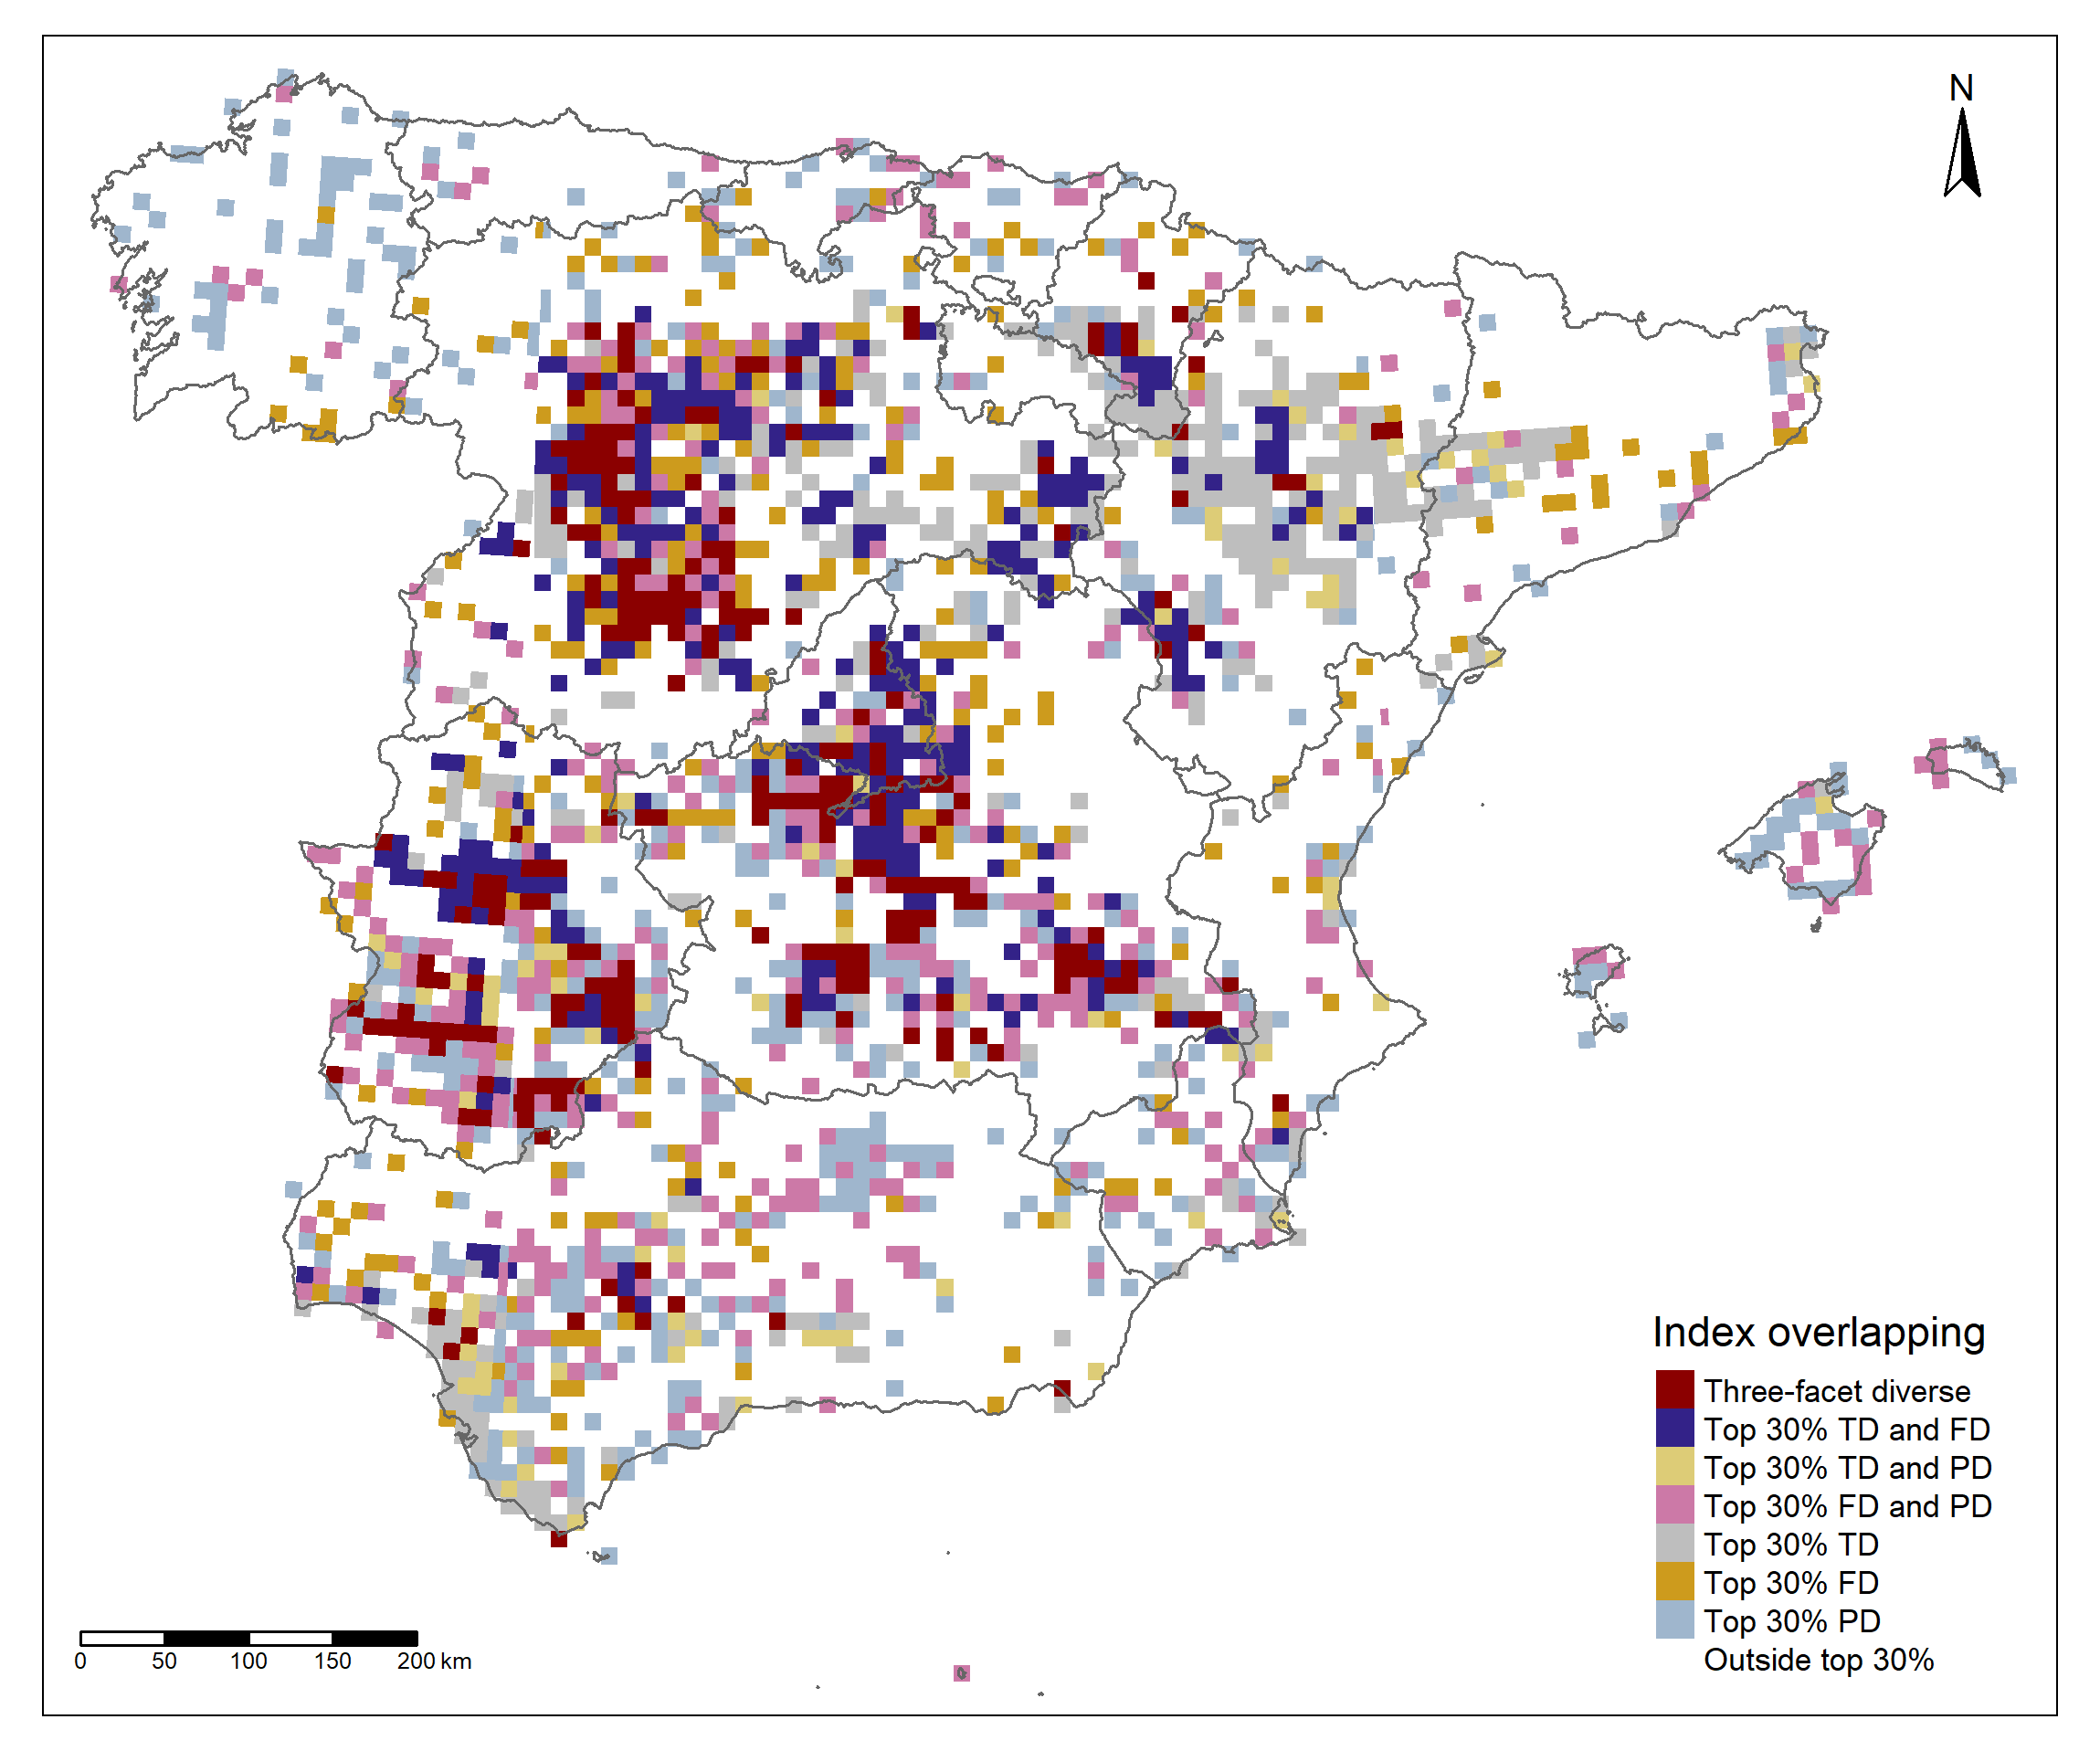 N
Index overlapping
Three-facet diverse
Top 30% TD and FD
Top 30% TD and PD
Top 30% FD and PD
Top 30% TD
Top 30% FD
Top 30% PD
Outside top 30%
0 50 100 150 200 km